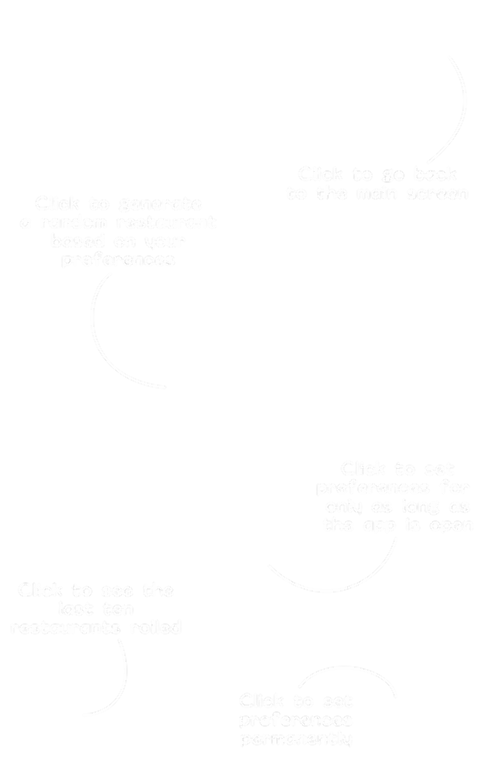 Click to go back
to the main screen
Click to generate
a random restaurant
based on your
preferences
Click to set
preferences for
only as long as
the app is open
Click to see the
last ten
restaurants rolled
Click to set
preferences
permanently